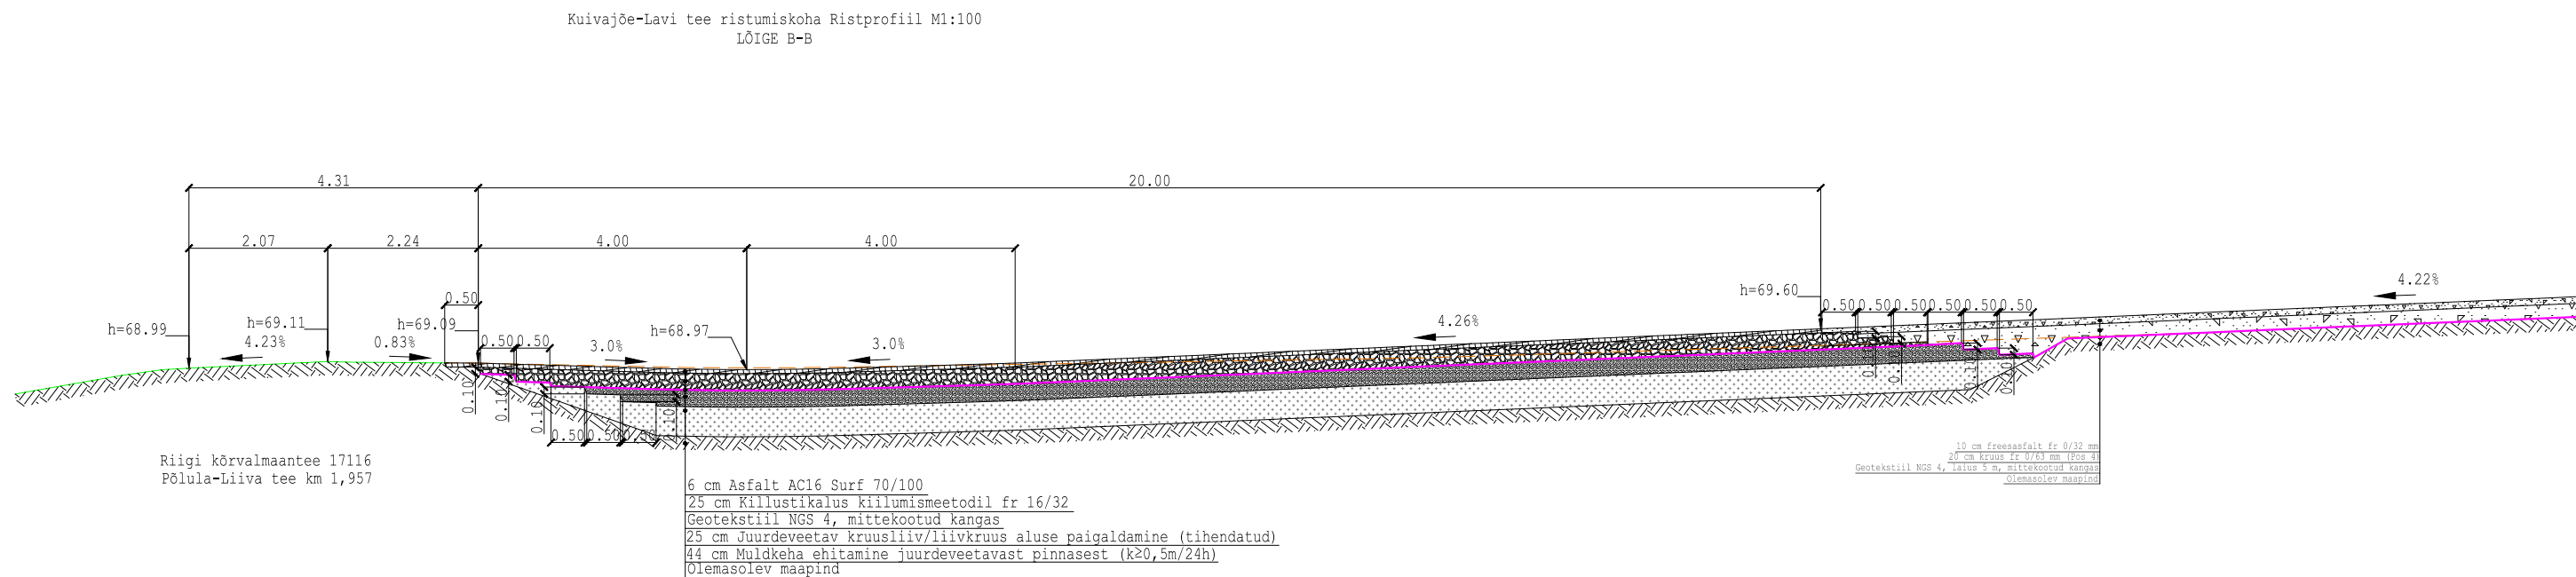 Kuivajõe-Lavi tee ristumiskoha Ristprofiil M1:100
LÕIGE B-B
4.31
20.00
2.07
2.24
4.00
4.00
h=68.99
h=69.11
0.50
h=69.09
h=68.97
h=69.60
4.23%
0.83%
0.50
0.50
3.0%
3.0%
4.26%
0.50
0.50
0.50
0.50
0.50
0.50
4.22%
0.10
0.10
0.10
0.10
0.50
0.50
0.50
Riigi kõrvalmaantee 17116
Põlula-Liiva tee km 1,957
6 cm Asfalt AC16 Surf 70/100
25 cm Killustikalus kiilumismeetodil fr 16/32
Geotekstiil NGS 4, mittekootud kangas
25 cm Juurdeveetav kruusliiv/liivkruus aluse paigaldamine (tihendatud)
44 cm Muldkeha ehitamine juurdeveetavast pinnasest (k≥0,5m/24h)
Olemasolev maapind
10 cm freesasfalt fr 0/32 mm
20 cm kruus fr 0/63 mm (Pos 4)
Geotekstiil NGS 4, laius 5 m, mittekootud kangas
Olemasolev maapind